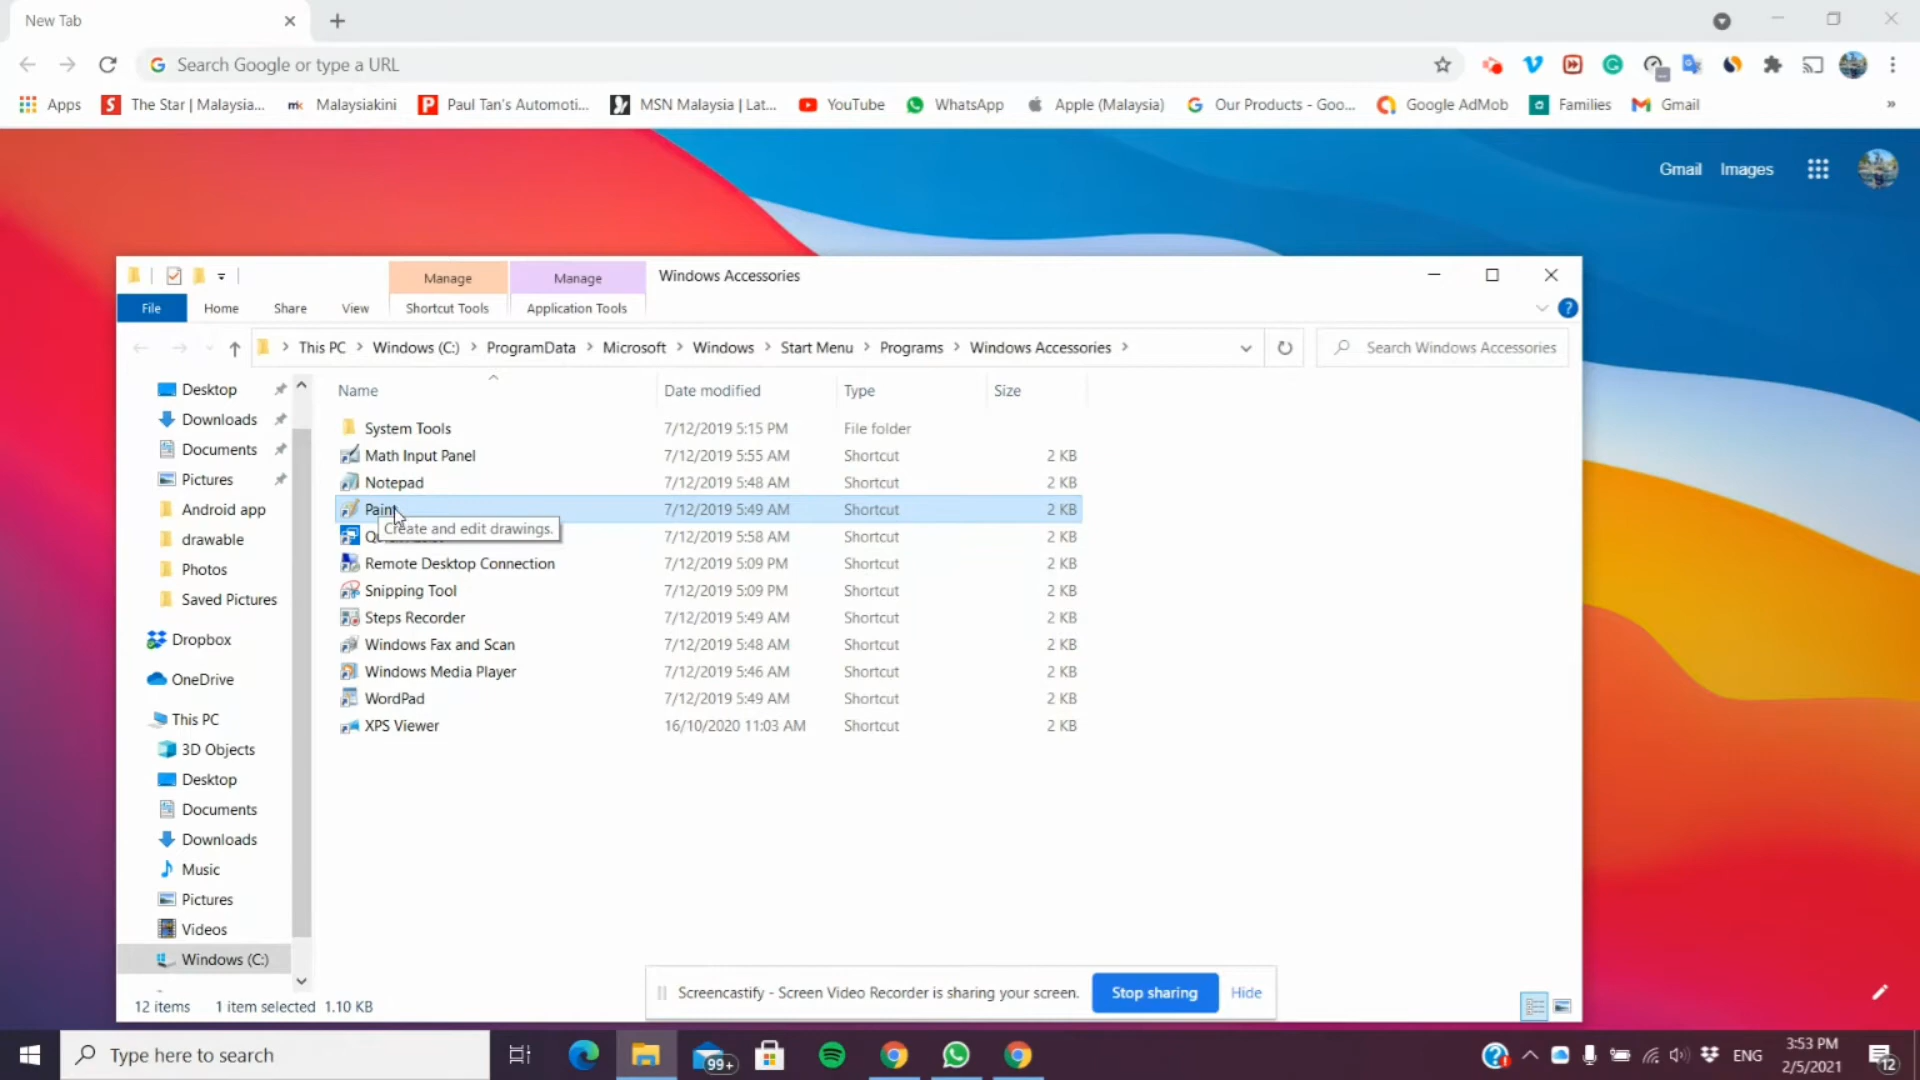 New Tab
Search Google or type a URL
Apps The Star | Malaysia... mk Malaysiakini Paul Tan's Automoti... MSN Malaysia | Lat... YouTube WhatsApp Apple (Malaysia) Our Products - Goo... Google AdMob Families Gmail »
Gmail Images
Manage Manage Windows Accessories
File Home Share View Shortcut Tools Application Tools
This PC Windows (C:) ProgramData Microsoft Windows Start Menu Programs Windows Accessories Search Windows Accessories
Name Date modified Type Size
Desktop
Downloads
Documents
Pictures
Android app
drawable
Photos
Saved Pictures
Dropbox
OneDrive
This PC
3D Objects
Desktop
Documents
Downloads
Music
Pictures
Videos
Windows (C:)
System Tools 7/12/2019 5:15 PM File folder
Math Input Panel 7/12/2019 5:55 AM Shortcut 2 KB
Notepad 7/12/2019 5:48 AM Shortcut 2 KB
Paint 7/12/2019 5:49 AM Shortcut 2 KB
Create and edit drawings.
7/12/2019 5:58 AM Shortcut 2 KB
Remote Desktop Connection 7/12/2019 5:09 PM Shortcut 2 KB
Snipping Tool 7/12/2019 5:09 PM Shortcut 2 KB
Steps Recorder 7/12/2019 5:49 AM Shortcut 2 KB
Windows Fax and Scan 7/12/2019 5:48 AM Shortcut 2 KB
Windows Media Player 7/12/2019 5:46 AM Shortcut 2 KB
WordPad 7/12/2019 5:49 AM Shortcut 2 KB
XPS Viewer 16/10/2020 11:03 AM Shortcut 2 KB
12 items 1 item selected 1.10 KB
Screencastify - Screen Video Recorder is sharing your screen. Stop sharing Hide
Type here to search
99+
ENG
3:53 PM
2/5/2021
12